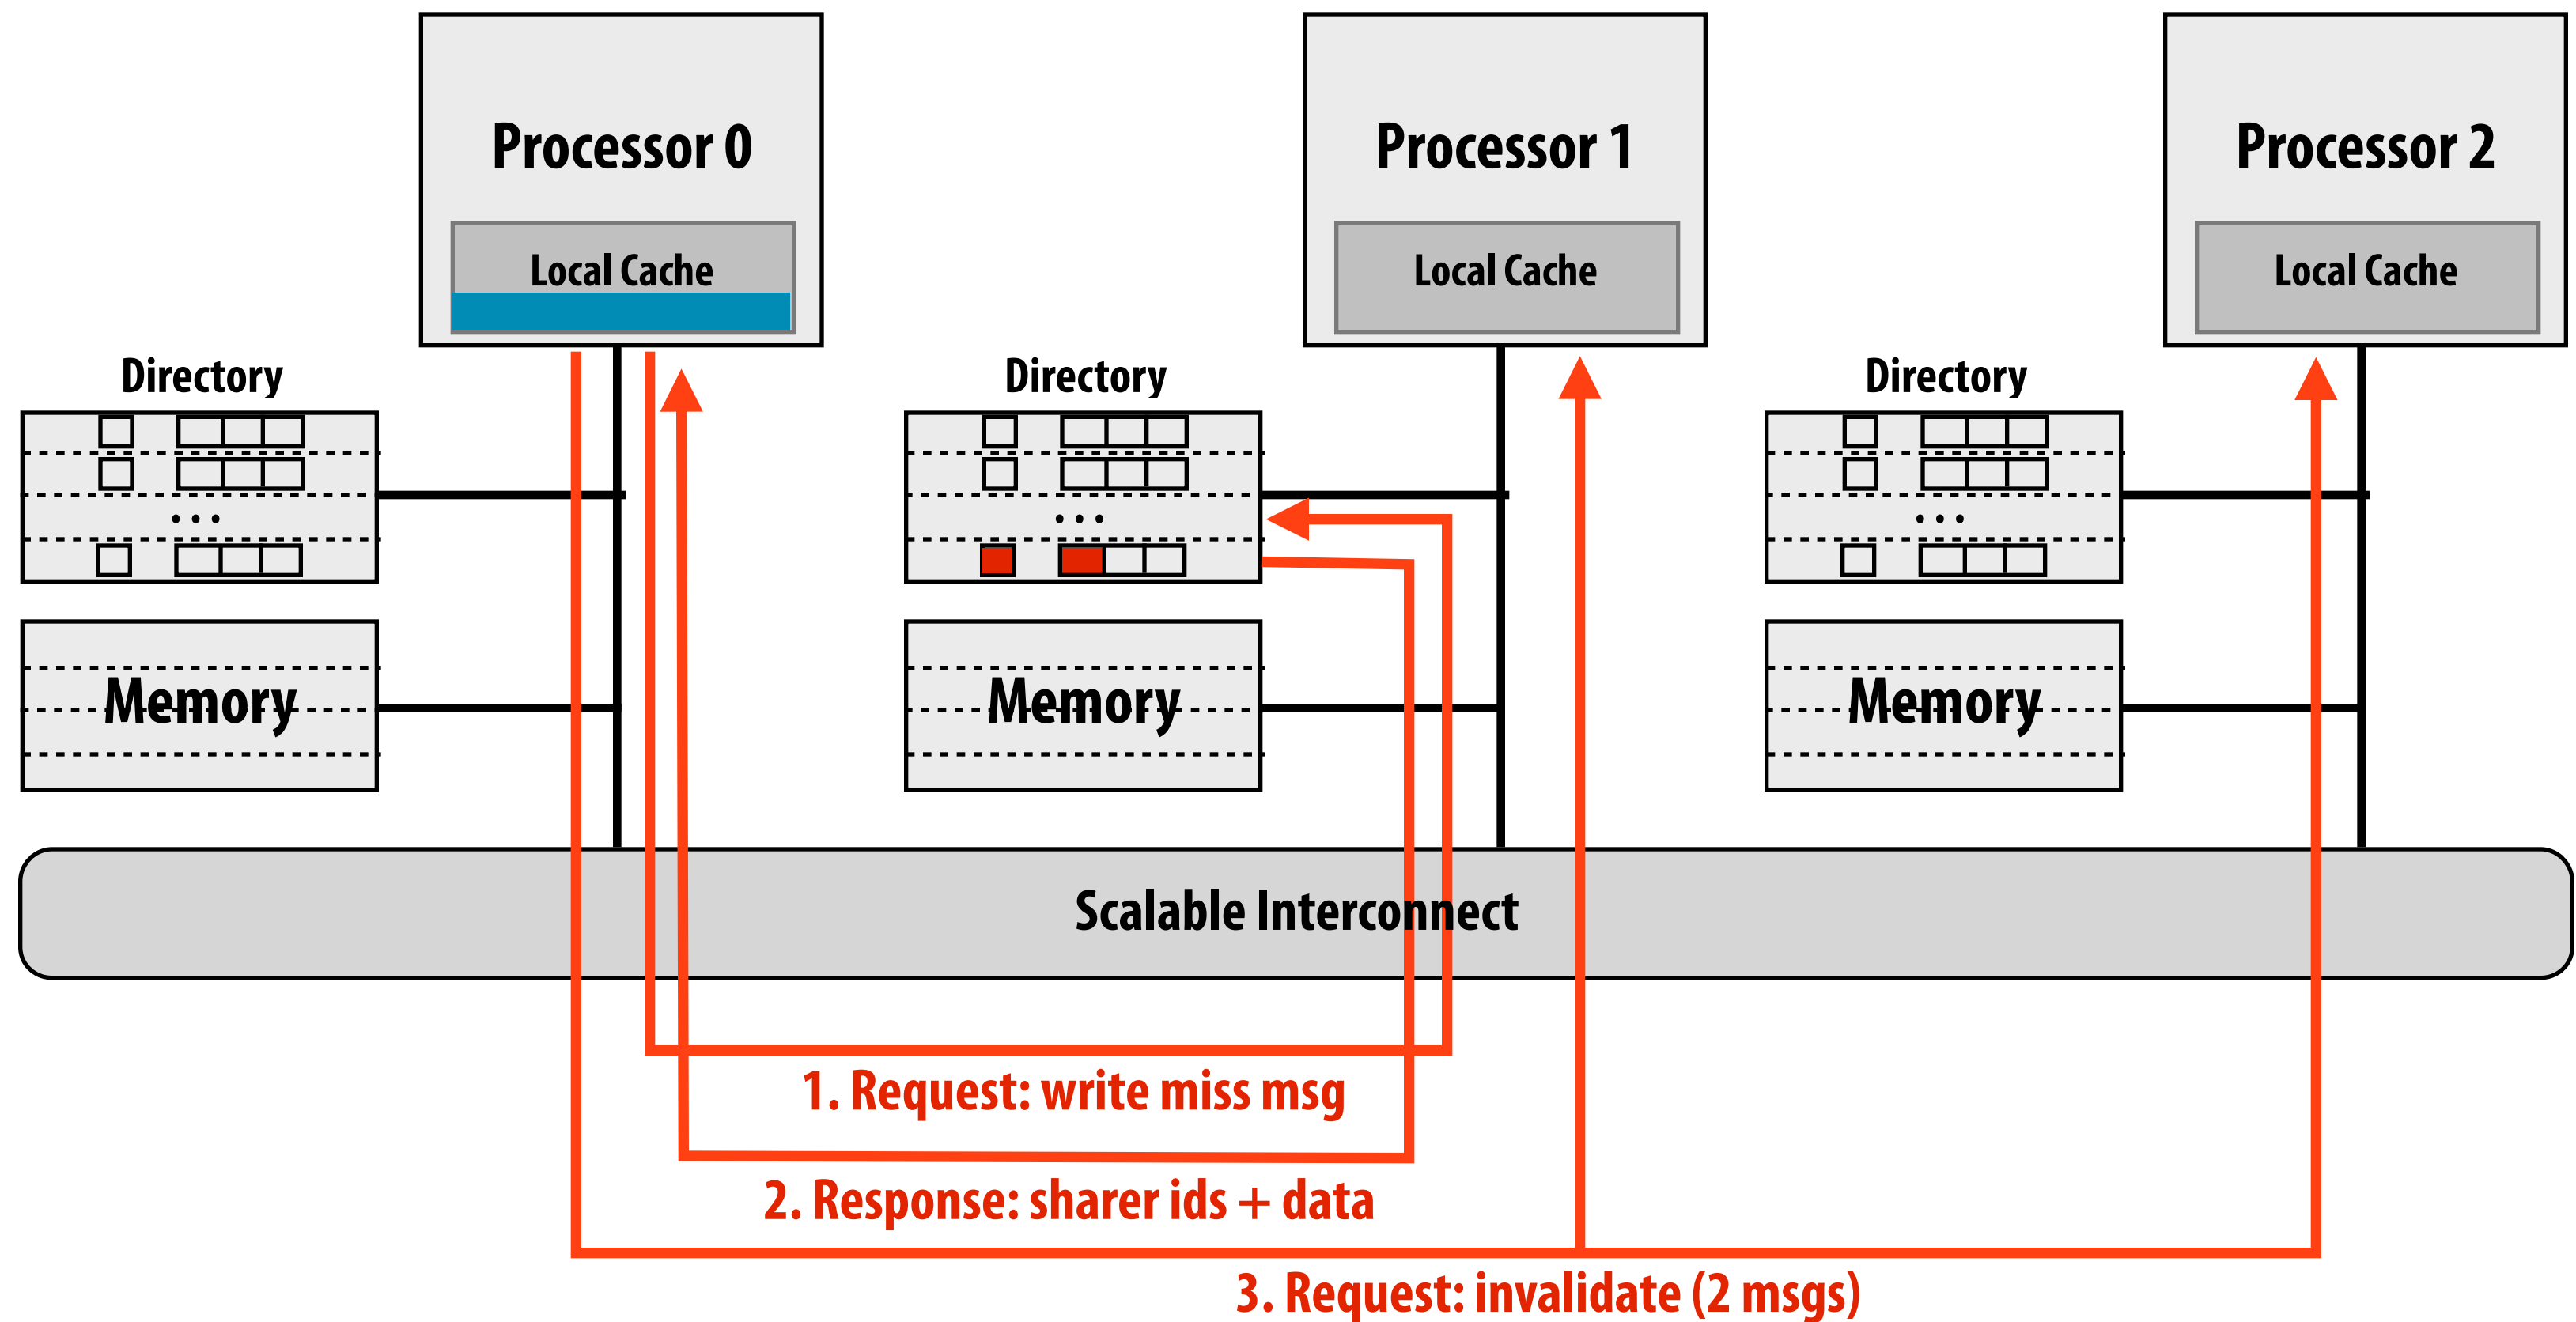 Processor 0
Processor 1
Processor 2
Local Cache
Local Cache
Local Cache
Directory
Directory
Directory
• • •
• • •
• • •
Memory
Memory
Memory
Scalable Interconnect
1. Request: write miss msg
2. Response: sharer ids + data
3. Request: invalidate (2 msgs)